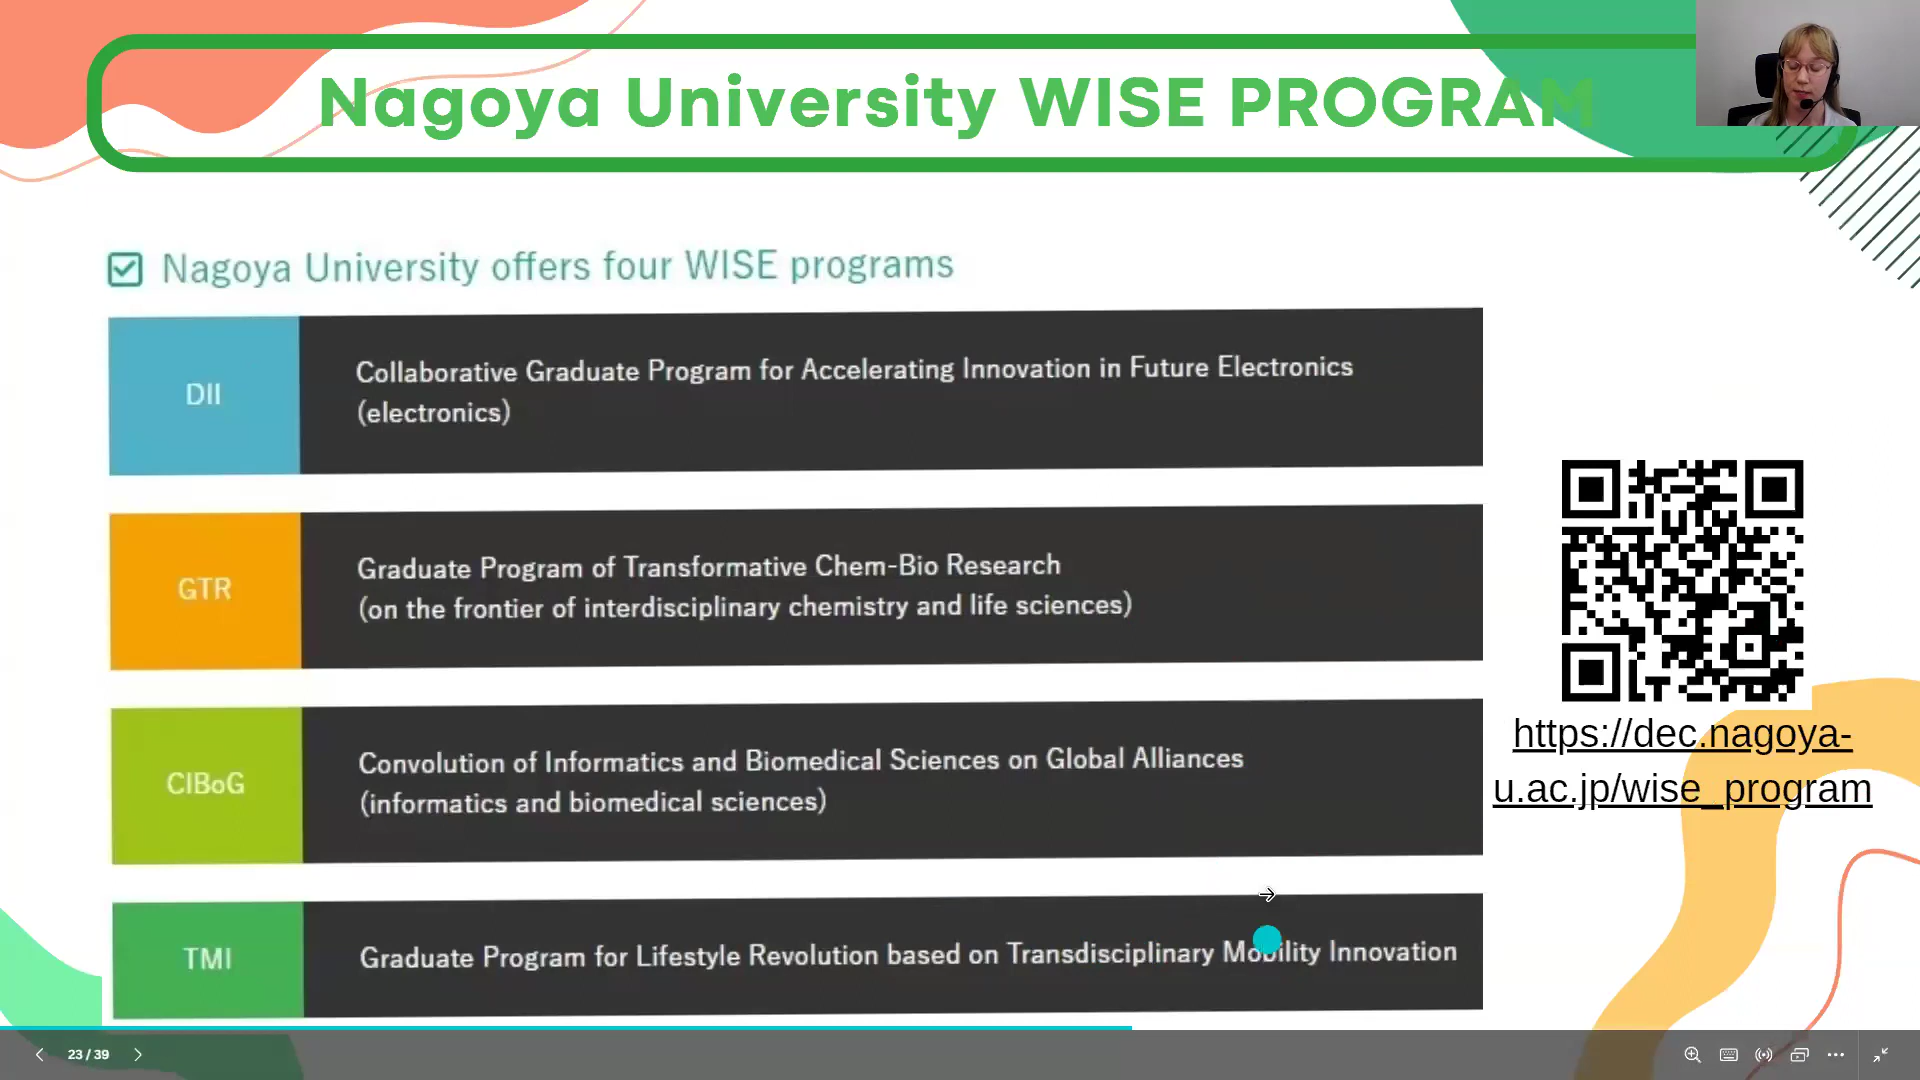 Nagoya University WISE PROGRAM
Nagoya University offers four WISE programs
DII
Collaborative Graduate Program for Accelerating Innovation in Future Electronics
(electronics)
GTR
Graduate Program of Transformative Chem-Bio Research
(on the frontier of interdisciplinary chemistry and life sciences)
CIBoG
Convolution of Informatics and Biomedical Sciences on Global Alliances
(informatics and biomedical sciences)
TMI
Graduate Program for Lifestyle Revolution based on Transdisciplinary Mobility Innovation
https://dec.nagoya-
u.ac.jp/wise_program
23 / 39